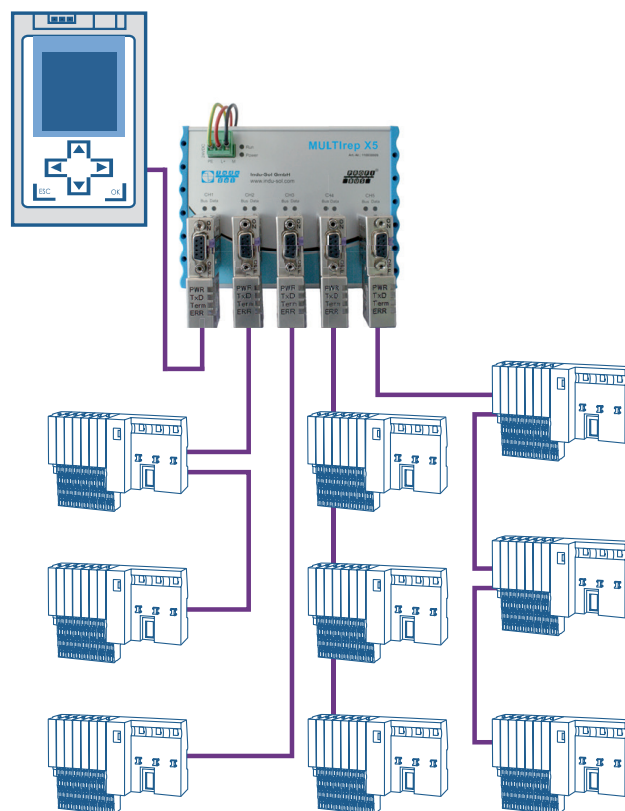 ESC
OK
MULTIrep X5
Run
Power
Indu-Sol GmbH
www.indu-sol.com
PROFI
BUS
CH1
CH2
CH3
CH4
Bus Data
Bus Data
Bus Data
Bus Data
Bus Data
PWR
TxD
Term
ERR
PWR
TxD
Term
ERR
PWR
TxD
Term
ERR
PWR
TxD
Term
ERR
PWR
TxD
Term
ERR